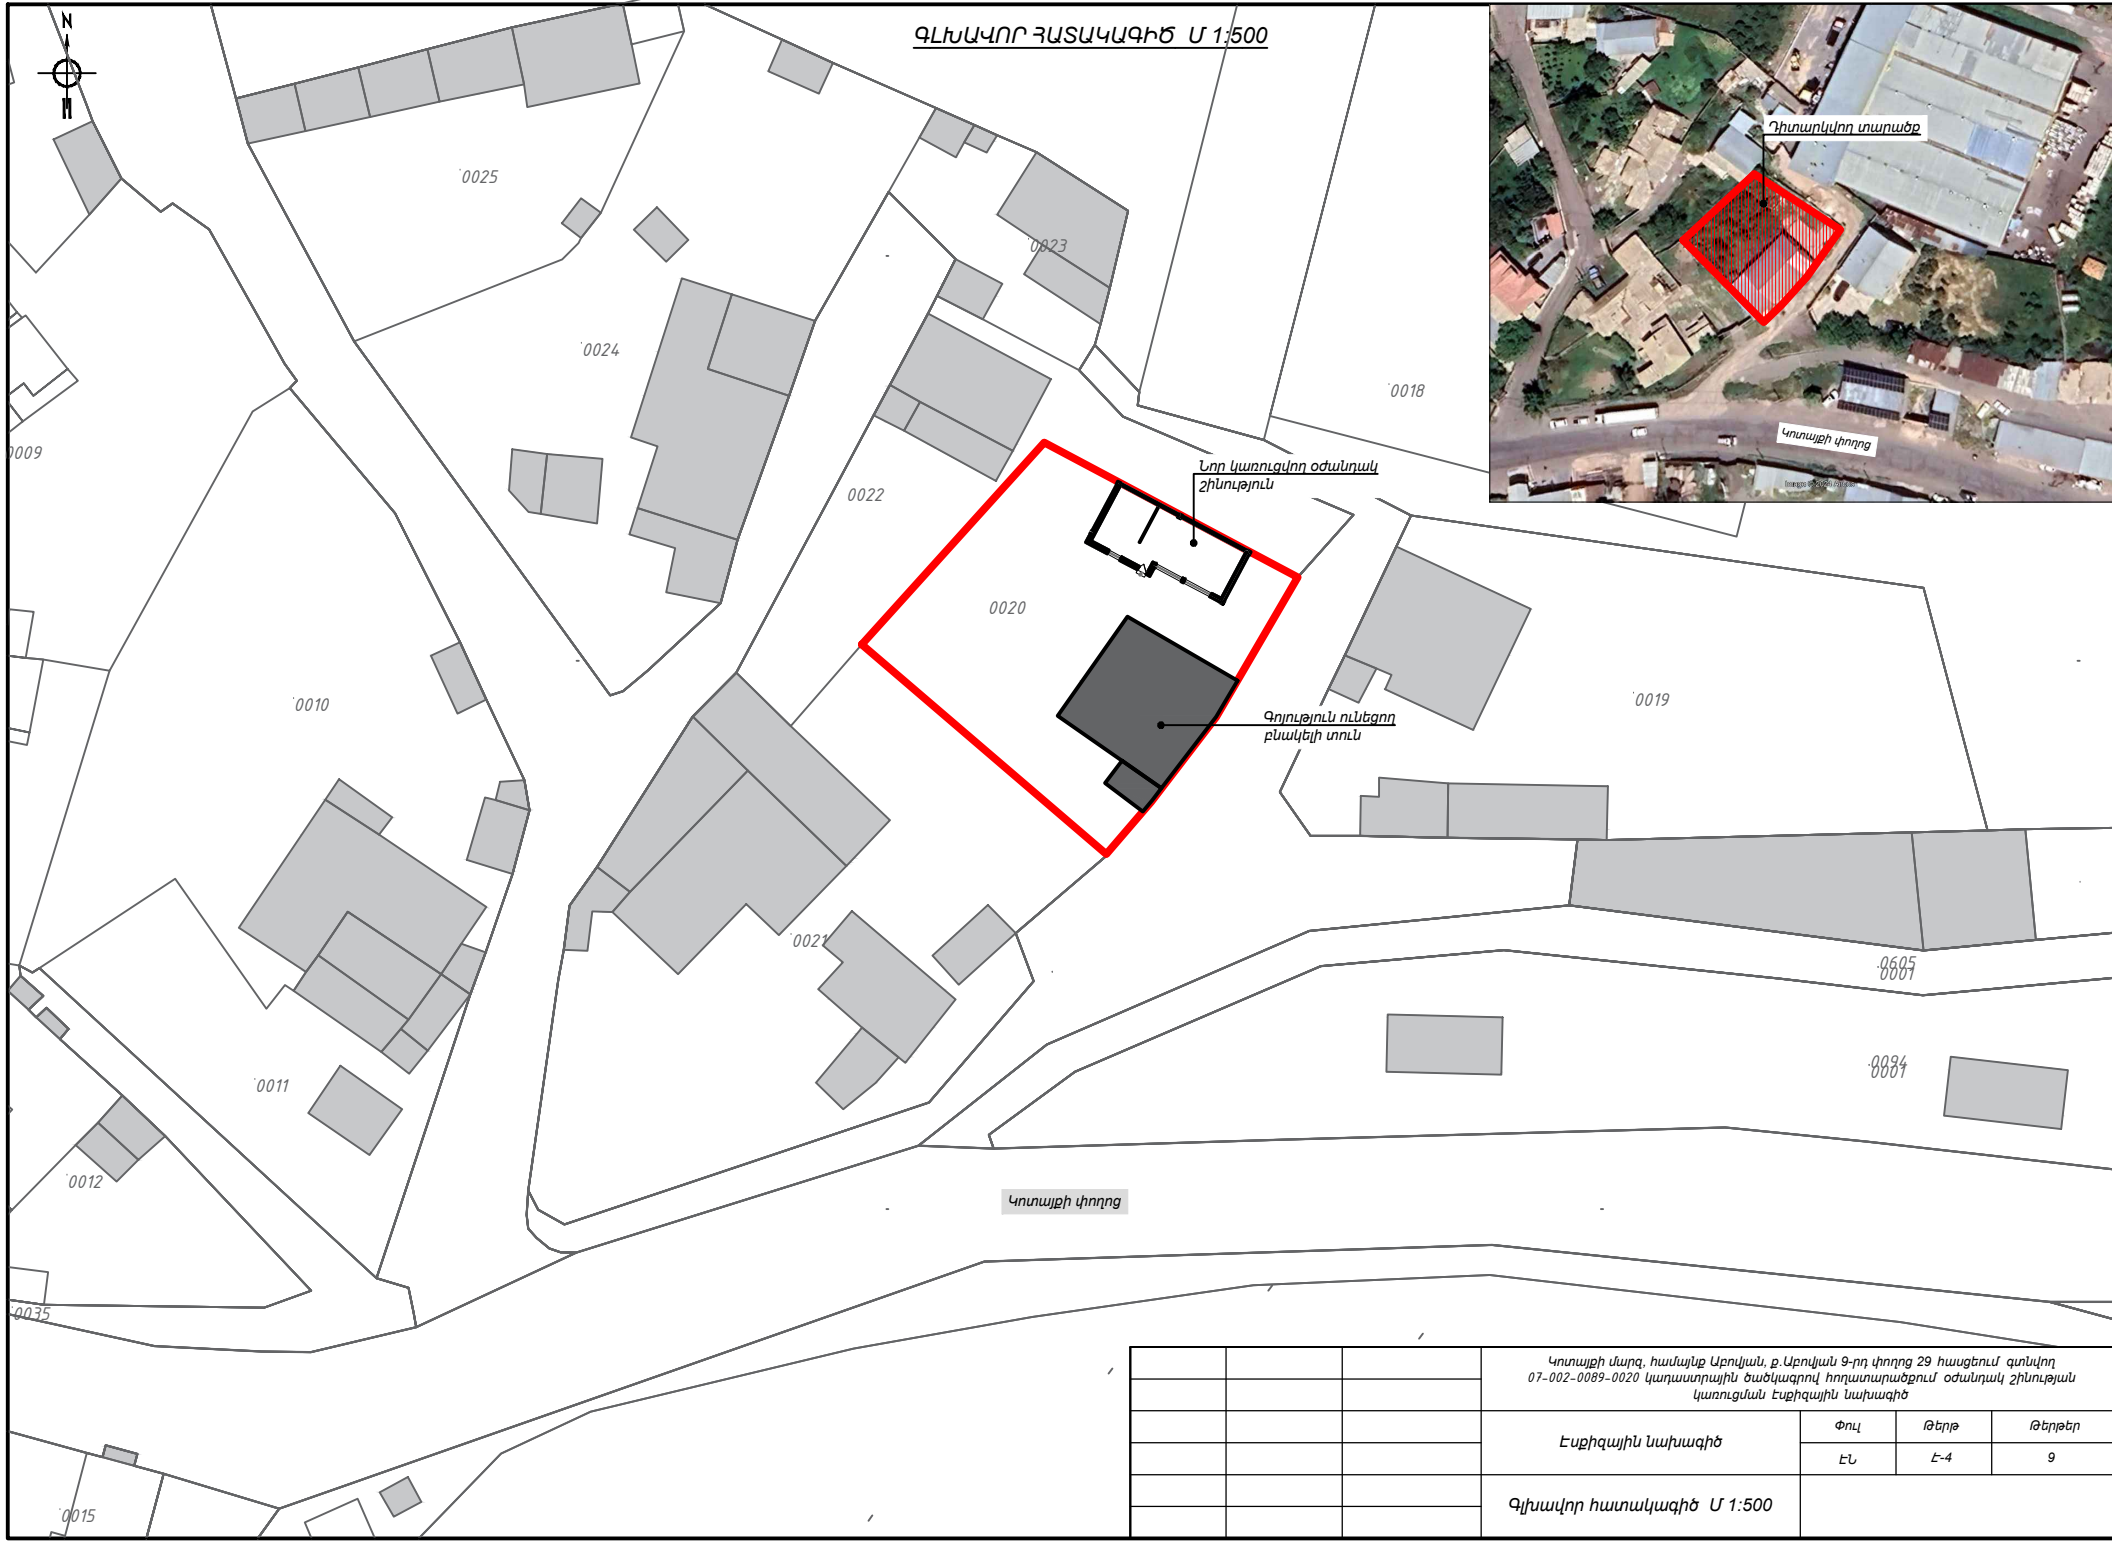 ԳԼԽԱՎՈՐ ՀԱՏԱԿԱԳԻԾ Մ 1:500
N
Դիտարկվող տարածք
Կոտայքի փողոց
0025
0023
0024
0018
0009
0022
Նոր կառուցվող օժանդակ
շինություն
0020
0010
0019
Գոյություն ունեցող
բնակելի տուն
0021
0605
0001
0094
0001
0011
0012
Կոտայքի փողոց
0035
0015
Կոտայքի մարզ, համայնք Աբովյան, ք.Աբովյան 9-րդ փողոց 29 հասցեում գտնվող
07-002-0089-0020 կադաստրային ծածկագրով հողատարածքում օժանդակ շինության
կառուցման էսքիզային նախագիծ
Էսքիզային նախագիծ
Փուլ Թերթ Թերթեր
ԷՆ Է-4 9
Գլխավոր հատակագիծ Մ 1:500